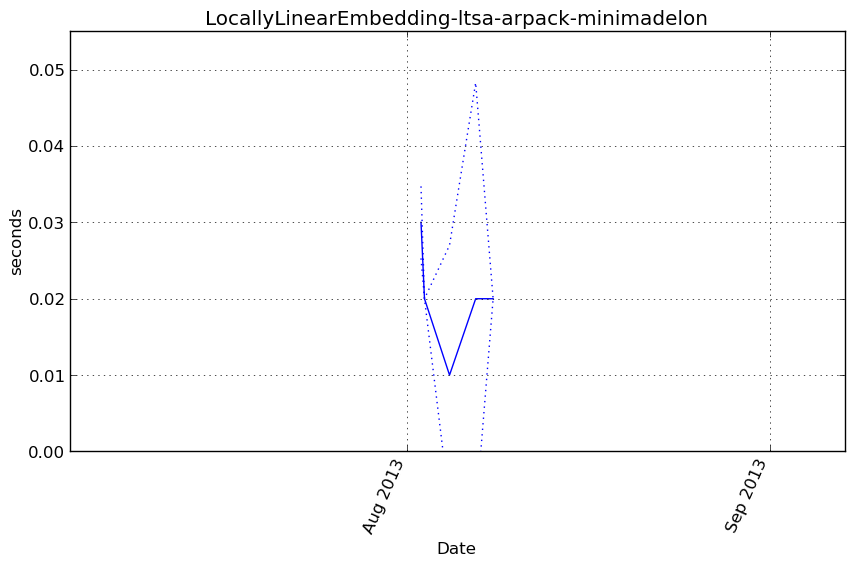 LocallyLinearEmbedding-ltsa-arpack-minimadelon
0.05
0.04
0.03
0.02
0.01
0.00
seconds
Aug 2013
Sep 2013
Date